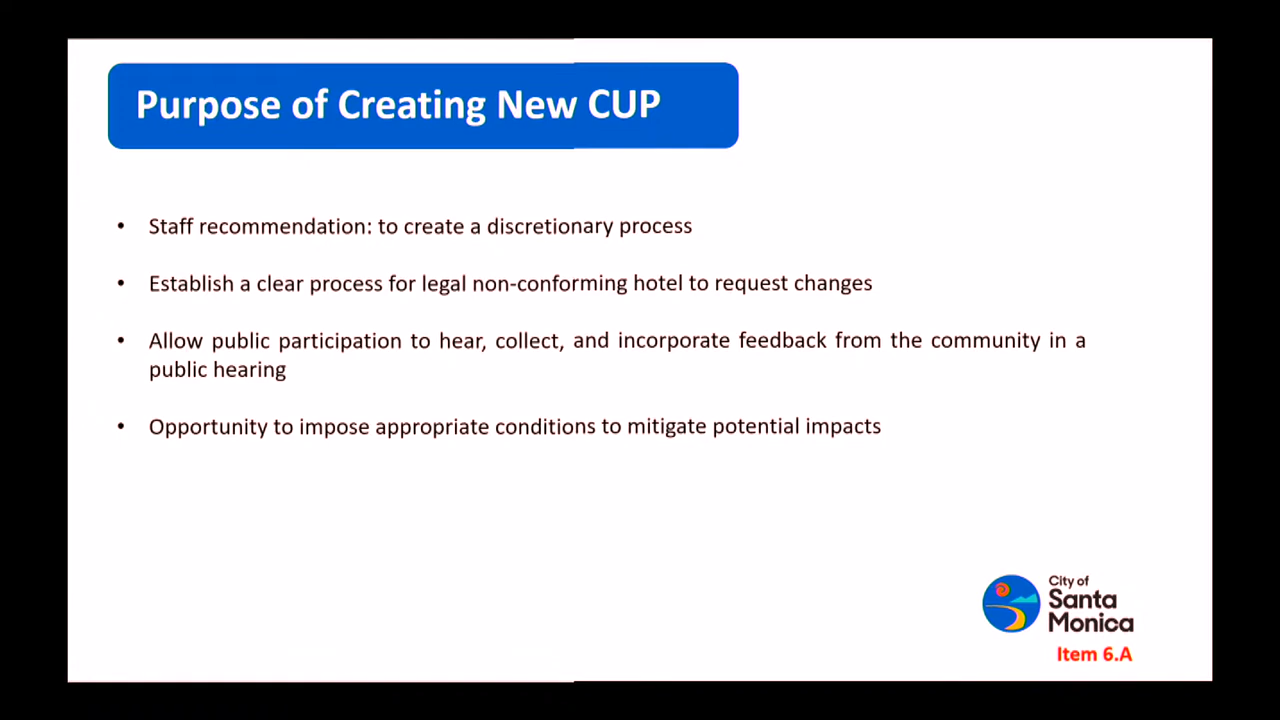 Purpose of Creating New CUP
• Staff recommendation: to create a discretionary process
• Establish a clear process for legal non-conforming hotel to request changes
• Allow public participation to hear, collect, and incorporate feedback from the community in a
public hearing
• Opportunity to impose appropriate conditions to mitigate potential impacts
City of
Santa
Monica
Item 6.A